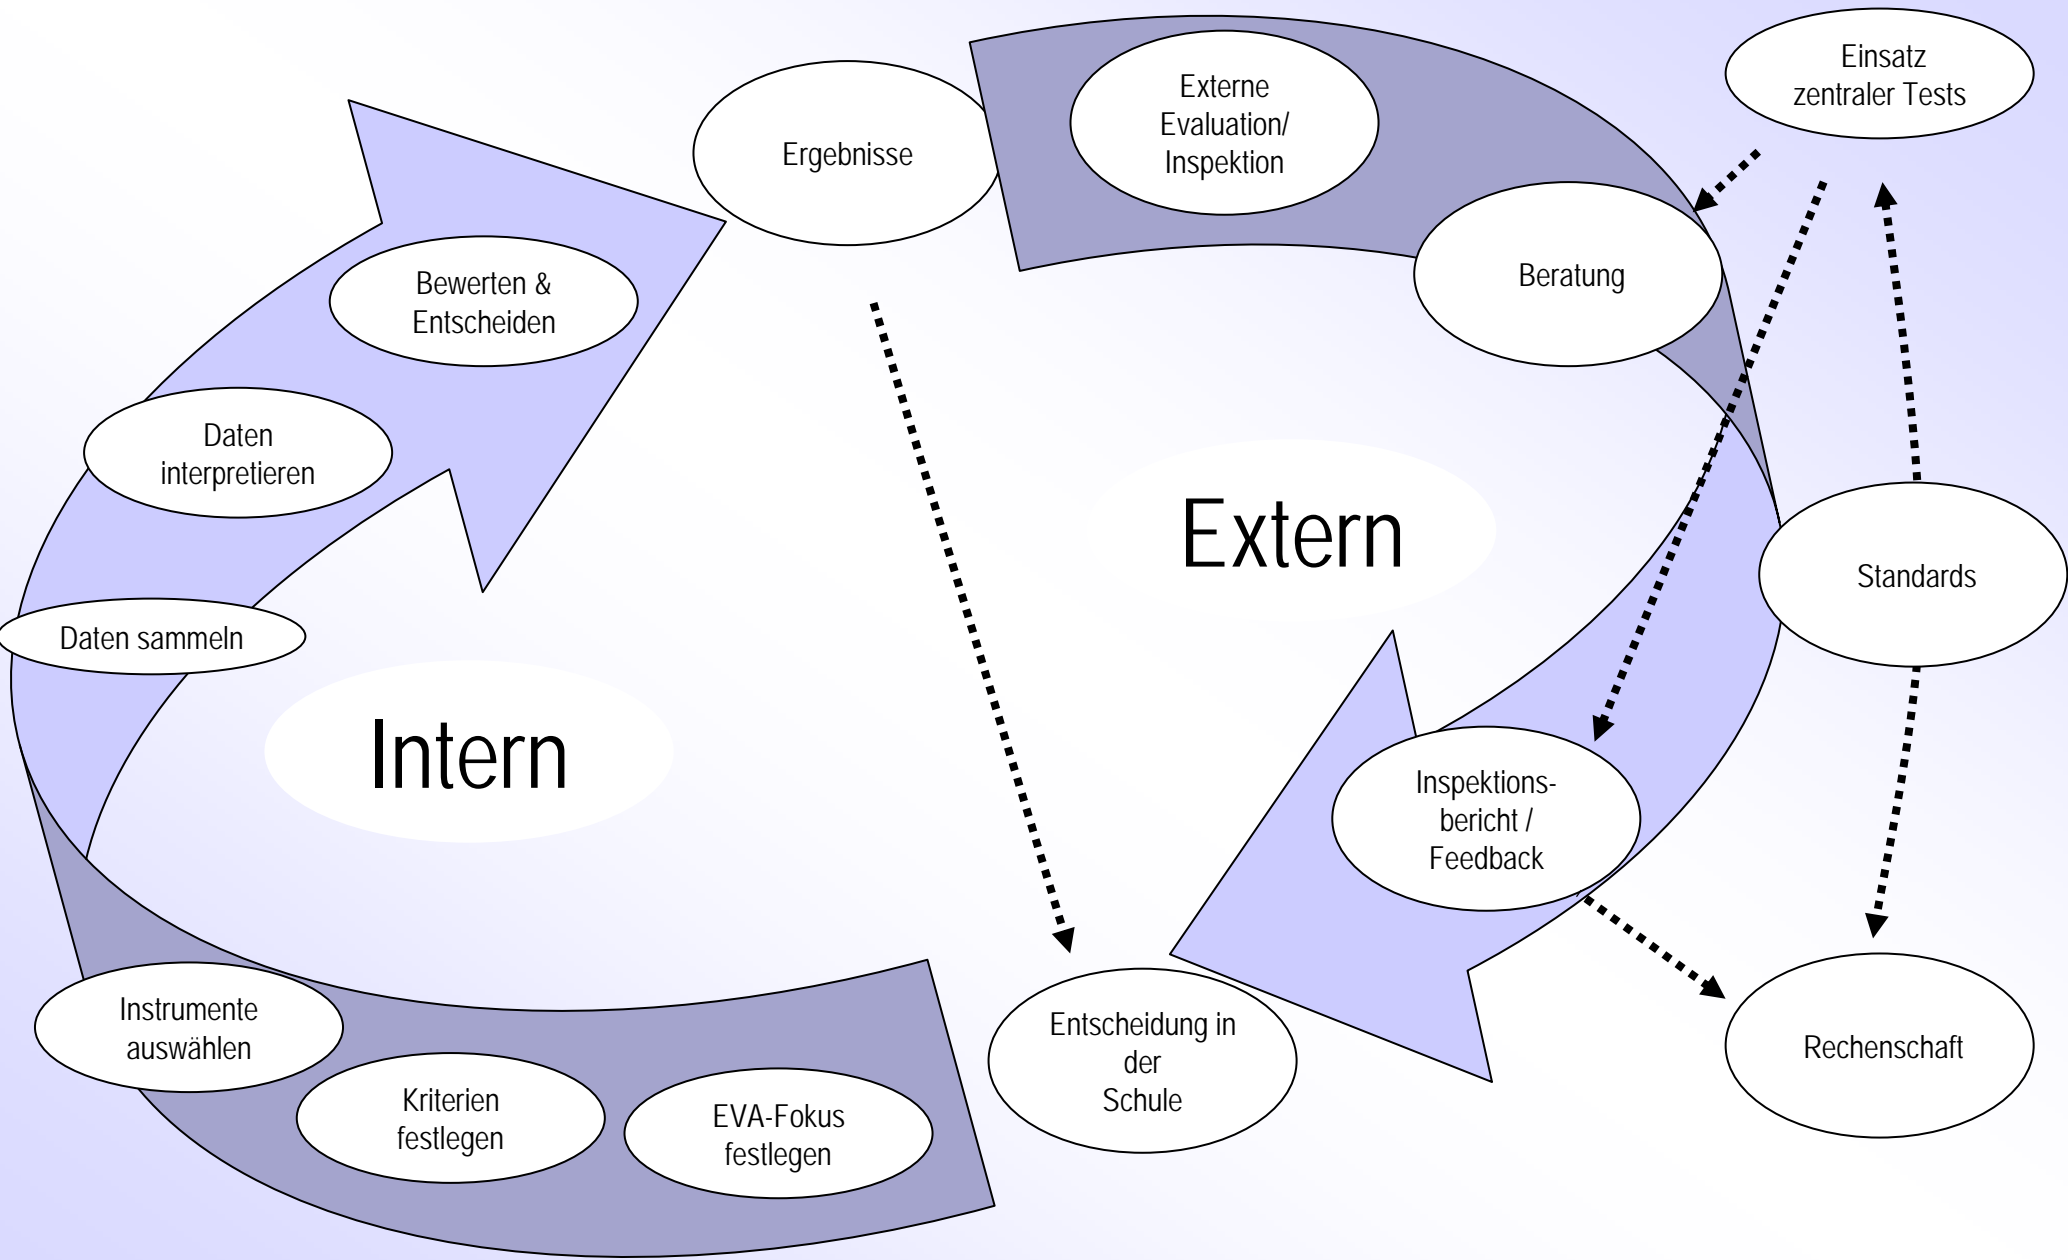 Einsatz
zentraler Tests
Externe
Evaluation/
Inspektion
Ergebnisse
Beratung
Bewerten &
Entscheiden
Daten
interpretieren
Extern
Standards
Daten sammeln
Intern
Inspektions-
bericht /
Feedback
Instrumente
auswählen
Entscheidung in
der
Schule
Rechenschaft
Kriterien
festlegen
EVA-Fokus
festlegen